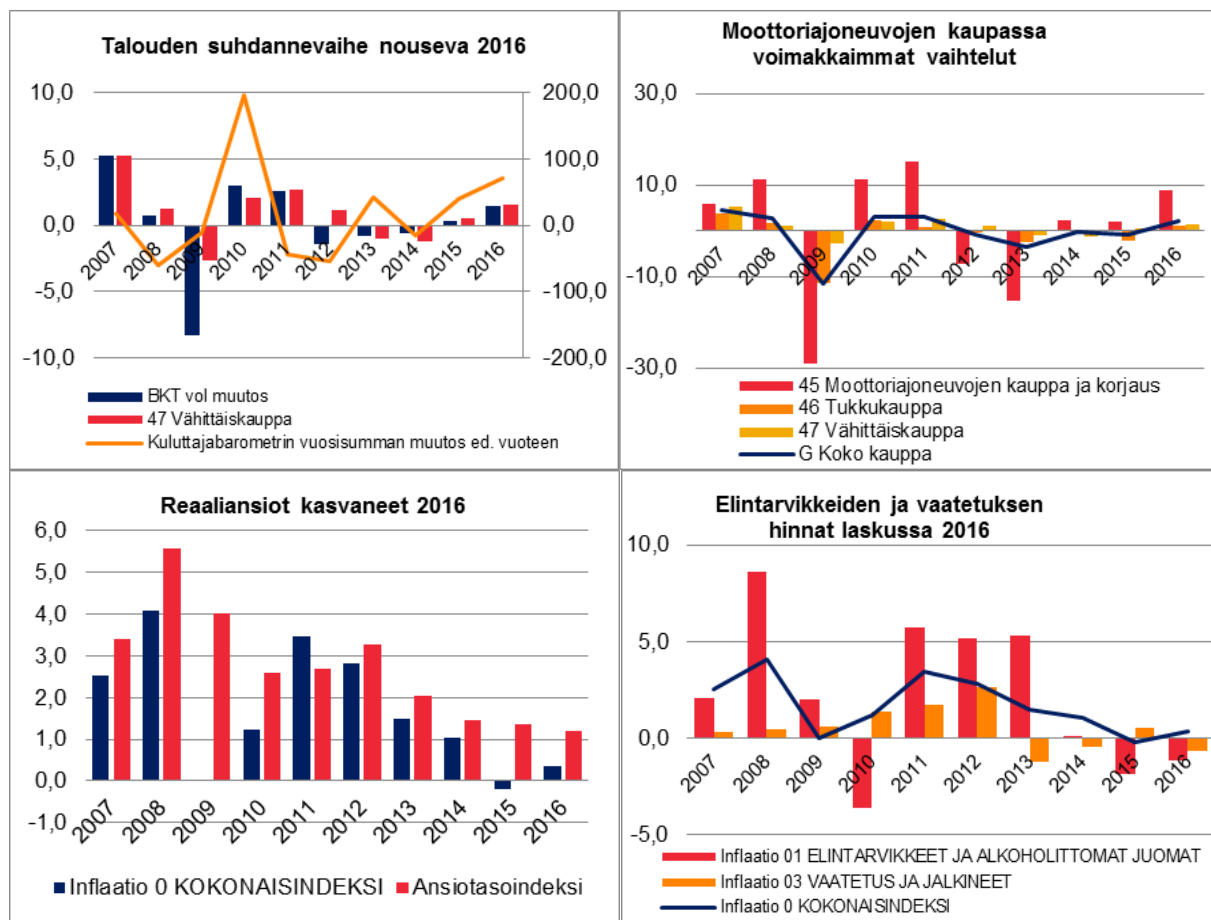 Talouden suhdannevaihe nouseva 2016
10,0
5,0
0,0
-5,0
-10,0
200,0
100,0
0,0
-100,0
-200,0
2007 2008 2009 2010 2011 2012 2013 2014 2015 2016
BKT vol muutos
47 Vähittäiskauppa
Kuluttajabarometrin vuosisumman muutos ed. vuoteen
Moottoriajoneuvojen kaupassa
voimakkaimmat vaihtelut
30,0
10,0
-10,0
-30,0
2007 2008 2009 2010 2011 2012 2013 2014 2015 2016
45 Moottoriajoneuvojen kauppa ja korjaus
46 Tukkukauppa
47 Vähittäiskauppa
G Koko kauppa
Reaaliansiot kasvaneet 2016
6,0
5,0
4,0
3,0
2,0
1,0
0,0
-1,0
2007 2008 2009 2010 2011 2012 2013 2014 2015 2016
Inflaatio 0 KOKONAISINDEKSI Ansiotasoindeksi
Elintarvikkeiden ja vaatetuksen
hinnat laskussa 2016
10,0
5,0
0,0
-5,0
2007 2008 2009 2010 2011 2012 2013 2014 2015 2016
Inflaatio 01 ELINTARVIKKEET JA ALKOHOLITTOMAT JUOMAT
Inflaatio 03 VAATETUS JA JALKINEET
Inflaatio 0 KOKONAISINDEKSI